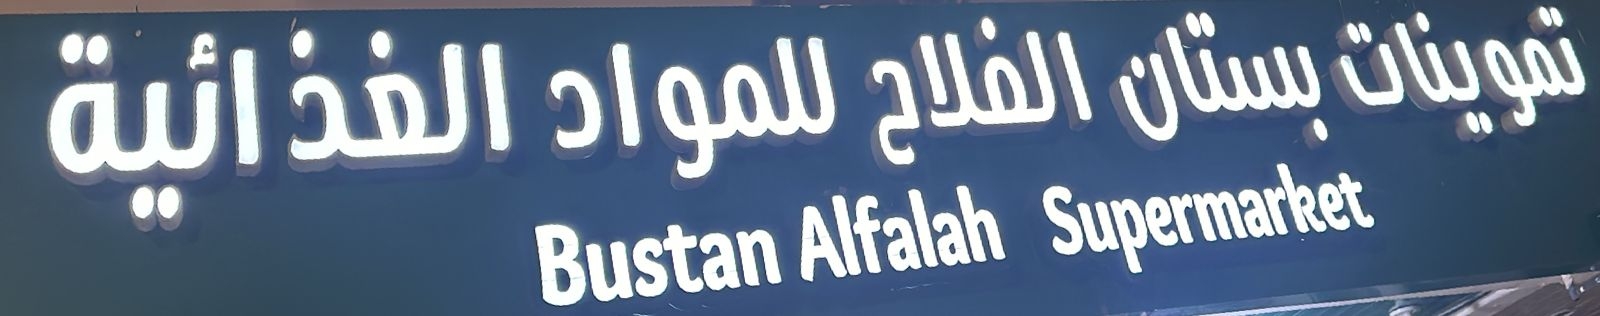 تموينات بستان الفلاح للمواد الغذائية
Bustan Alfalah Supermarket